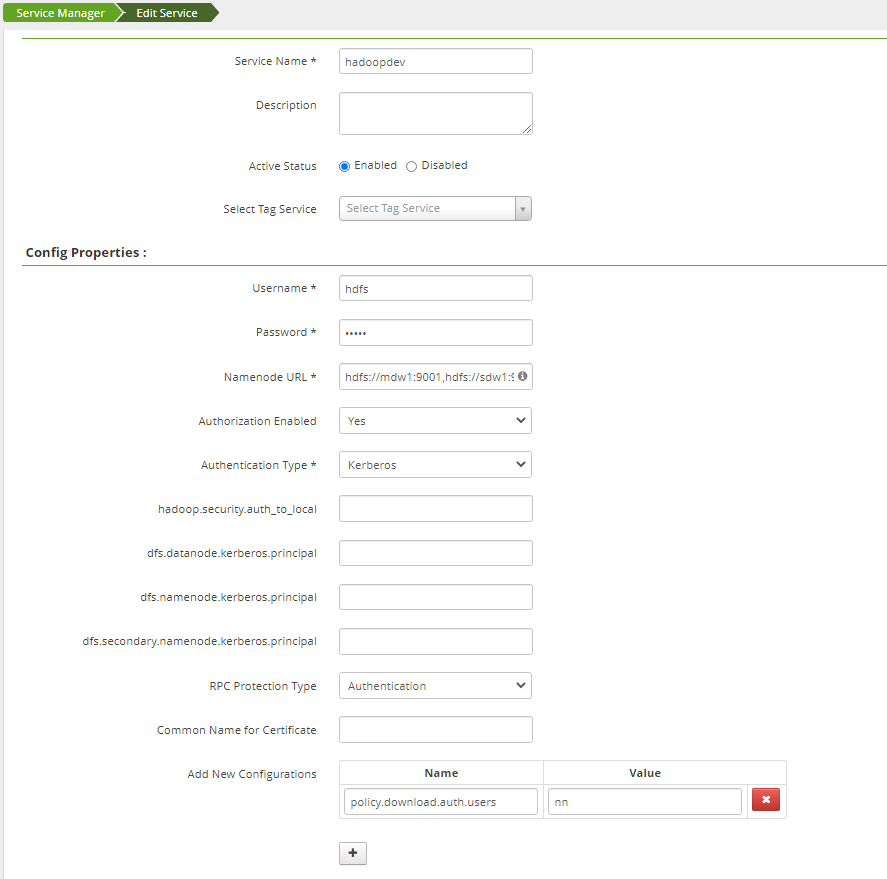 Service Manager Edit Service
Service Name * hadoopdev
Description
Active Status Enabled Disabled
Select Tag Service Select Tag Service
Config Properties :
Username * hdfs
Password * •••••
Namenode URL * hdfs://mdw1:9001,hdfs://sdw1:9
Authorization Enabled Yes
Authentication Type * Kerberos
hadoop.security.auth_to_local
dfs.datanode.kerberos.principal
dfs.namenode.kerberos.principal
dfs.secondary.namenode.kerberos.principal
RPC Protection Type Authentication
Common Name for Certificate
Add New Configurations Name Value
policy.download.auth.users nn